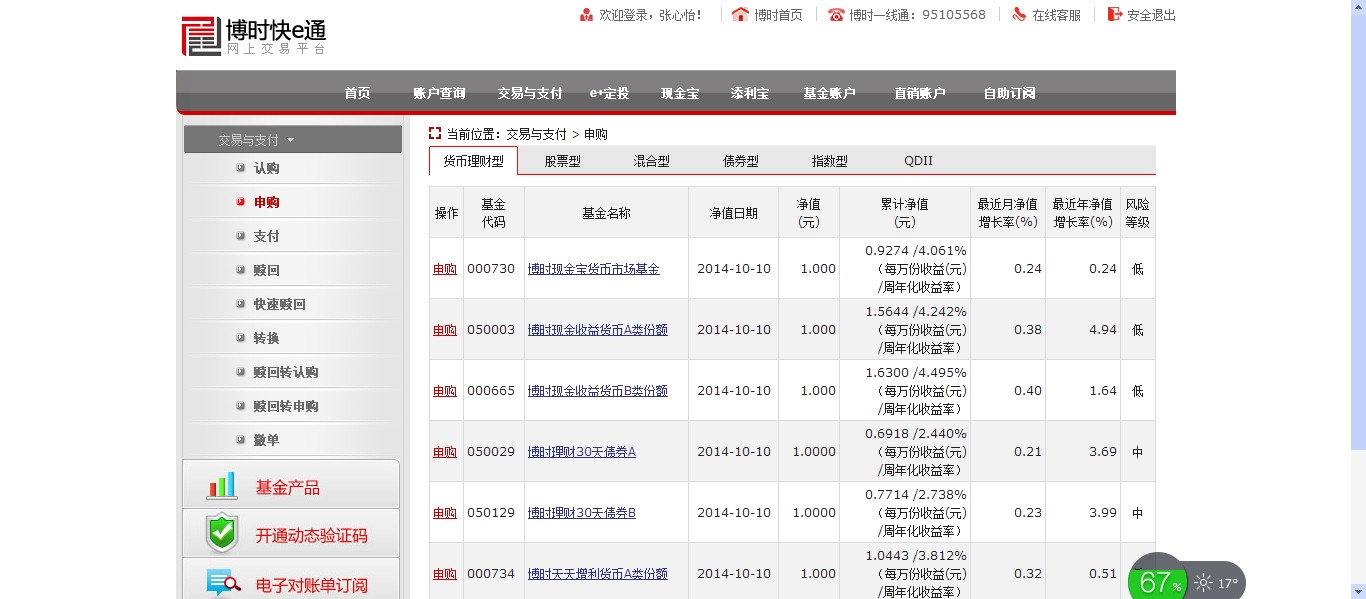 博时快e通
网上交易平台
欢迎登录，张心怡！
博时首页
博时一线通：95105568
在线客服
安全退出
首页
账户查询
交易与支付
e+定投
现金宝
添利宝
基金账户
直销账户
自助订阅
交易与支付
认购
申购
支付
赎回
快速赎回
转换
赎回转认购
赎回转申购
撤单
基金产品
开通动态验证码
电子对账单订阅
当前位置：交易与支付 > 申购
货币理财型
股票型
混合型
债券型
指数型
QDII
操作
基金
代码
基金名称
净值日期
净值
(元)
累计净值
(元)
最近月净值
增长率(%)
最近年净值
增长率(%)
风险
等级
申购 000730 博时现金宝货币市场基金 2014-10-10 1.000
0.9274 /4.061%
（每万份收益(元)
/周年化收益率）
0.24 0.24 低
申购 050003 博时现金收益货币A类份额 2014-10-10 1.000
1.5644 /4.242%
（每万份收益(元)
/周年化收益率）
0.38 4.94 低
申购 000665 博时现金收益货币B类份额 2014-10-10 1.000
1.6300 /4.495%
（每万份收益(元)
/周年化收益率）
0.40 1.64 低
申购 050029 博时理财30天债券A 2014-10-10 1.0000
0.6918 /2.440%
（每万份收益(元)
/周年化收益率）
0.21 3.69 中
申购 050129 博时理财30天债券B 2014-10-10 1.0000
0.7714 /2.738%
（每万份收益(元)
/周年化收益率）
0.23 3.99 中
申购 000734 博时天天增利货币A类份额 2014-10-10 1.000
1.0443 /3.812%
（每万份收益(元)
/周年化收益率）
0.32 0.51
67%
17°